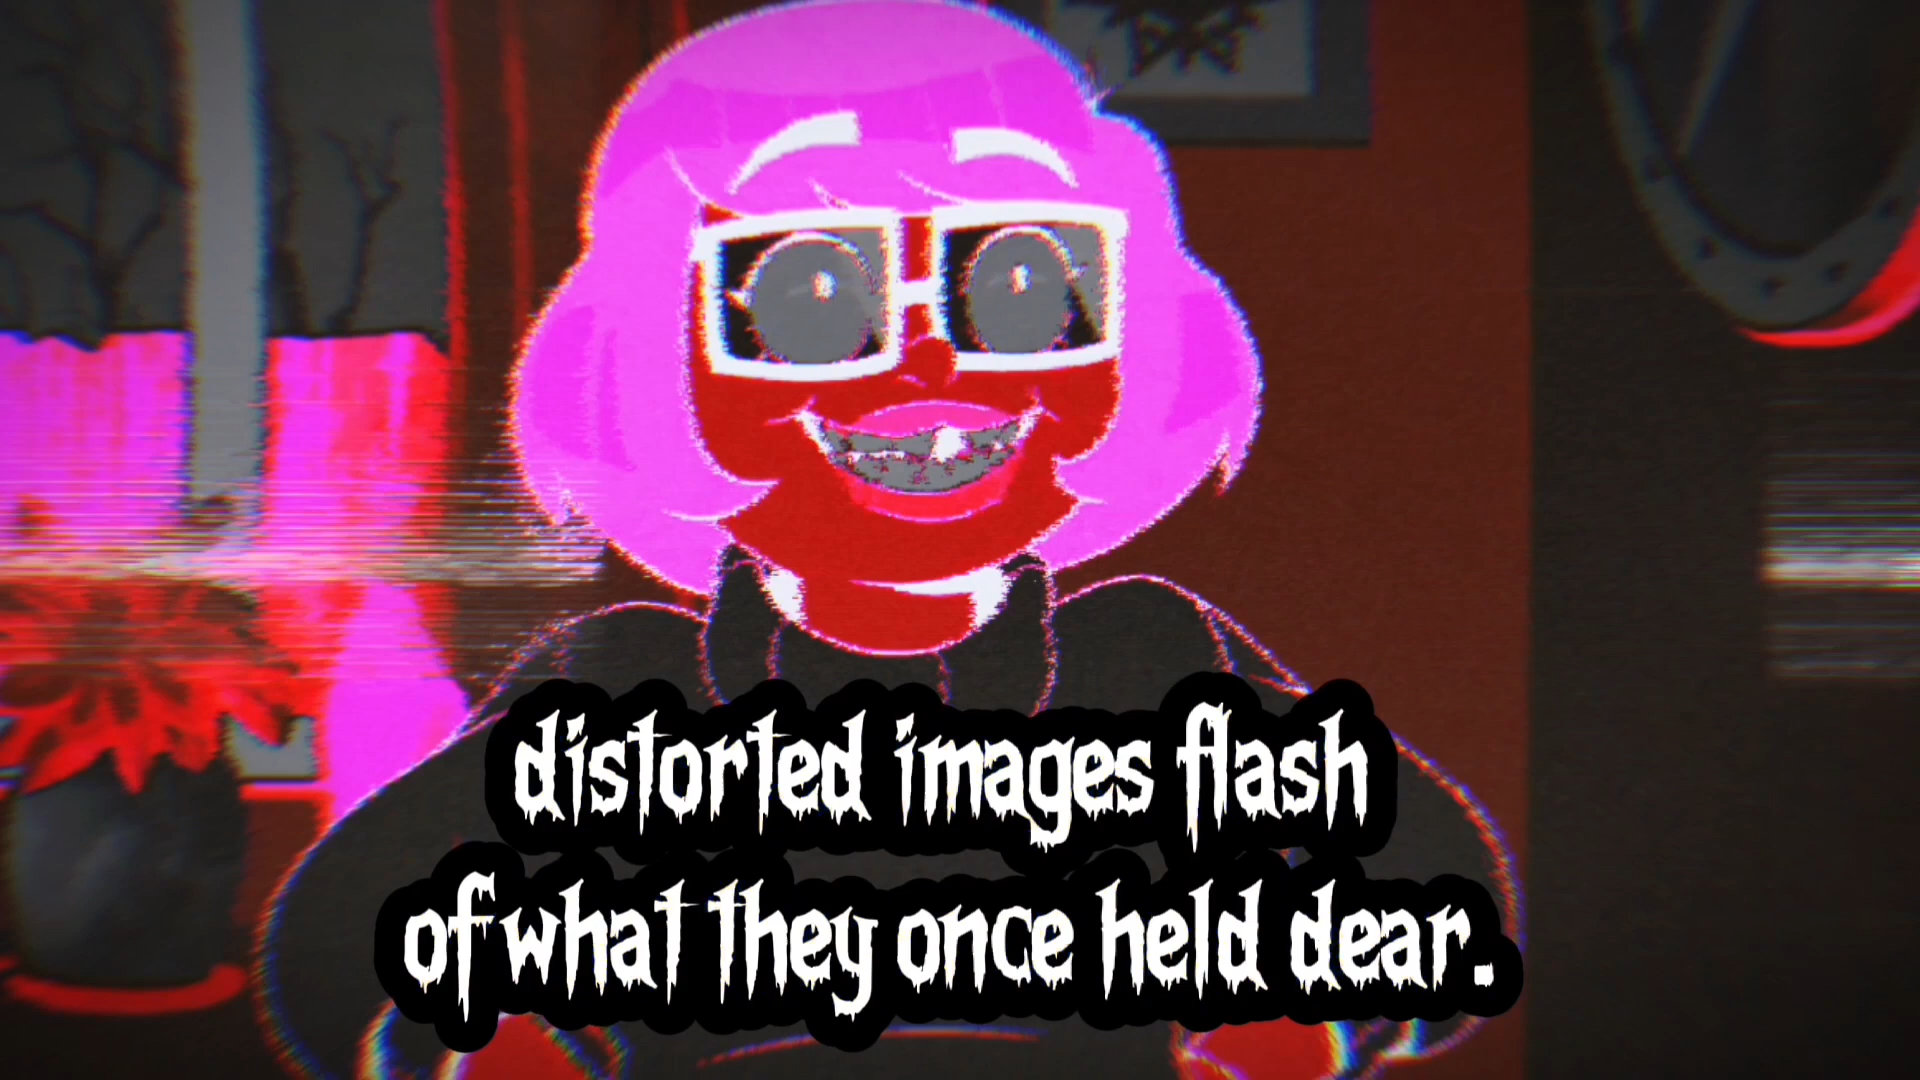 distorted images flash
of what they once held dear.